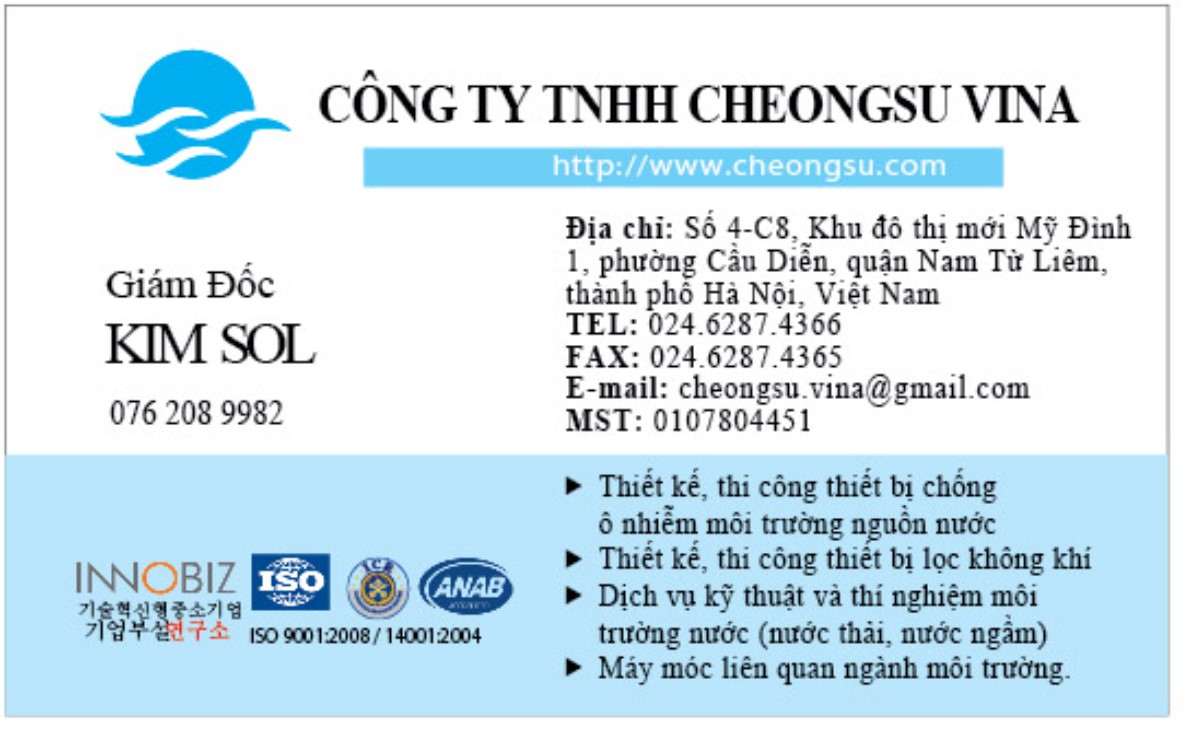 CÔNG TY TNHH CHEONGSU VINA
http://www.cheongsu.com
Giám Đốc
KIM SOL
076 208 9982
Địa chỉ: Số 4-C8, Khu đô thị mới Mỹ Đình
1, phường Cầu Diễn, quận Nam Từ Liêm,
thành phố Hà Nội, Việt Nam
TEL: 024.6287.4366
FAX: 024.6287.4365
E-mail: cheongsu.vina@gmail.com
MST: 0107804451
INNOBIZ
기술혁신형중소기업
기업부설연구소
ISO
ANAB
ISO 9001:2008 / 14001:2004
▶ Thiết kế, thi công thiết bị chống
ô nhiễm môi trường nguồn nước
▶ Thiết kế, thi công thiết bị lọc không khí
▶ Dịch vụ kỹ thuật và thí nghiệm môi
trường nước (nước thải, nước ngầm)
▶ Máy móc liên quan ngành môi trường.